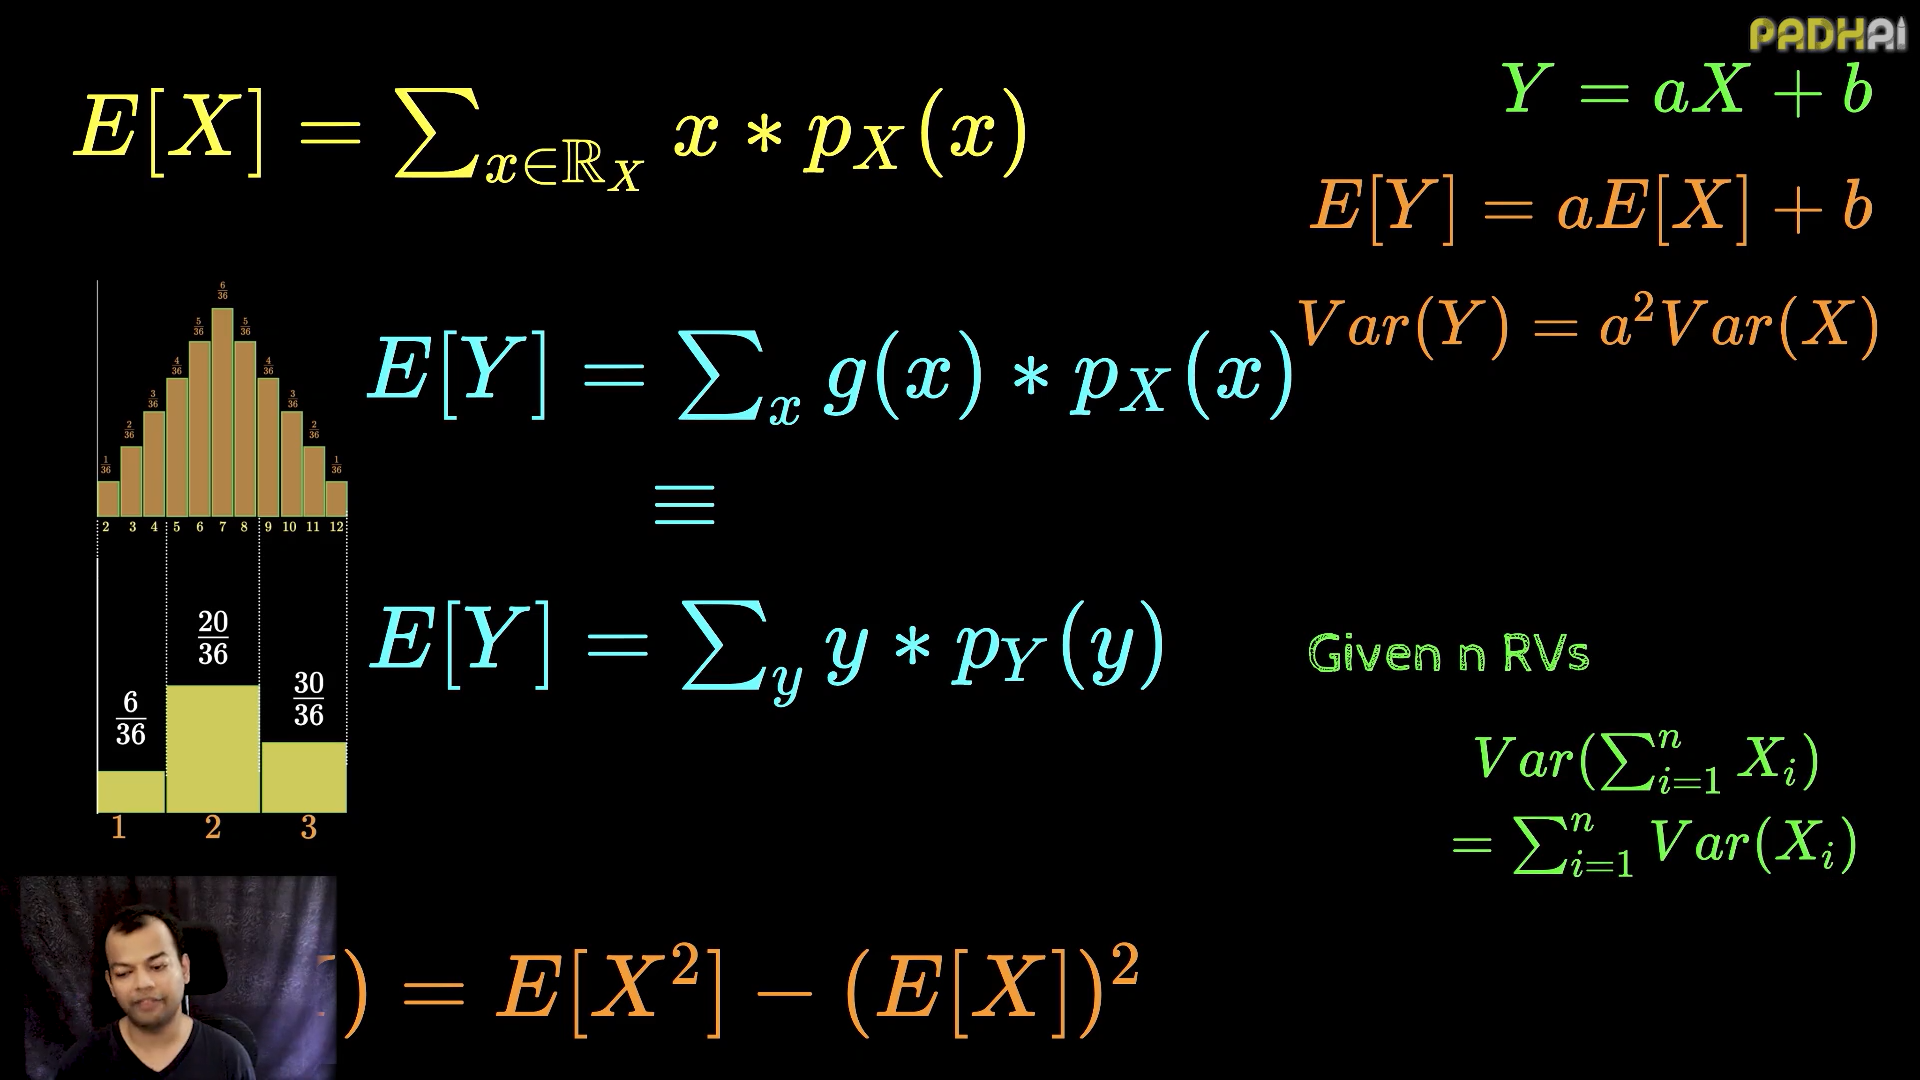 PADHAI
E[X] = ∑_{x∈ℝ_X} x * p_X(x)
Y = aX + b
E[Y] = aE[X] + b
Var(Y) = a²Var(X)
6/36
5/36 5/36
4/36 4/36
3/36 3/36
2/36 2/36
1/36 1/36
2 3 4 5 6 7 8 9 10 11 12
E[Y] = ∑_x g(x) * p_X(x)
≡
E[Y] = ∑_y y * p_Y(y)
20/36
6/36 30/36
1 2 3
Given n RVs
Var(∑_{i=1}^{n} X_i)
= ∑_{i=1}^{n} Var(X_i)
) = E[X²] − (E[X])²